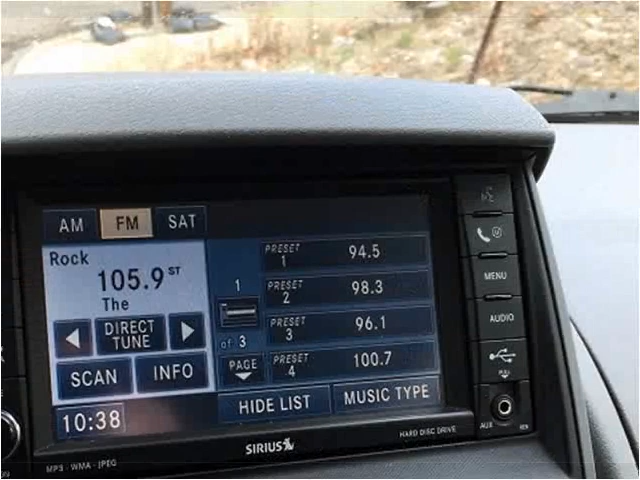 AM FM SAT
Rock
105.9 ST
The
DIRECT TUNE
SCAN INFO
10:38
1
of 3
PAGE
PRESET 1 94.5
PRESET 2 98.3
PRESET 3 96.1
PRESET 4 100.7
HIDE LIST MUSIC TYPE
MENU
AUDIO
AUX
SIRIUS
HARD DISC DRIVE
MP3 - WMA - JPEG